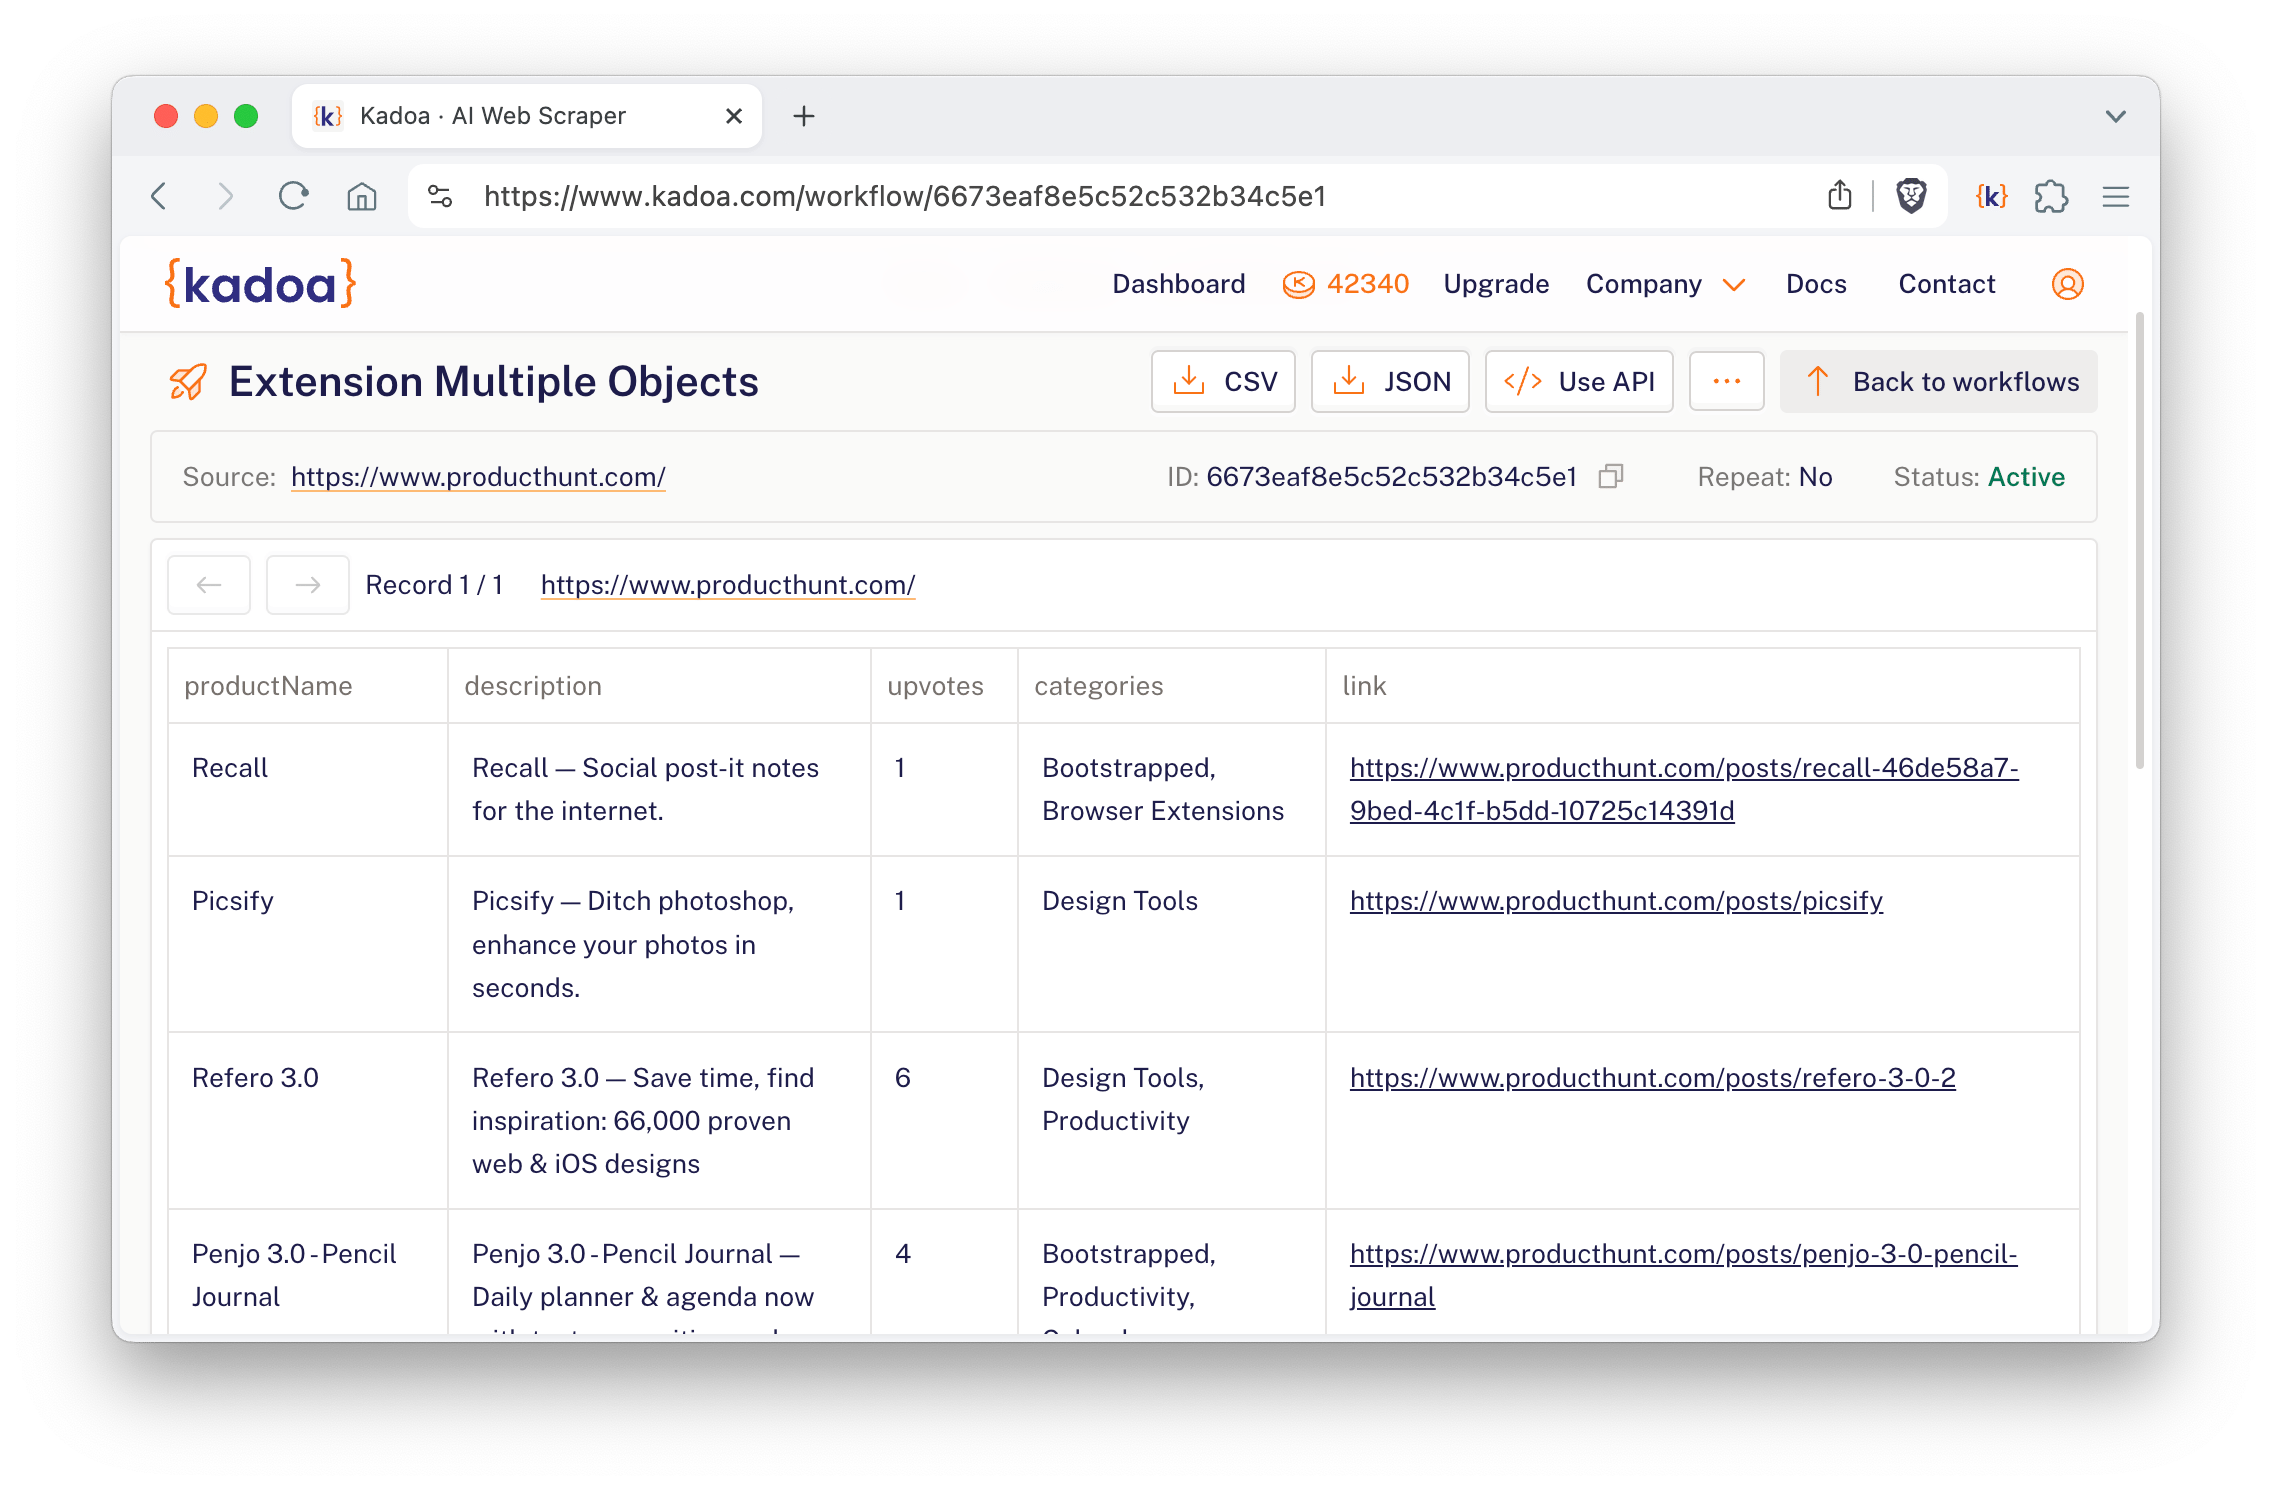 {k} Kadoa · AI Web Scraper
https://www.kadoa.com/workflow/6673eaf8e5c52c532b34c5e1
{k}
{kadoa}
Dashboard 42340 Upgrade Company Docs Contact
Extension Multiple Objects
CSV JSON </> Use API ... Back to workflows
Source: https://www.producthunt.com/
ID: 6673eaf8e5c52c532b34c5e1 Repeat: No Status: Active
Record 1 / 1 https://www.producthunt.com/
productName description upvotes categories link
Recall
Recall — Social post-it notes
for the internet.
1
Bootstrapped,
Browser Extensions
https://www.producthunt.com/posts/recall-46de58a7-
9bed-4c1f-b5dd-10725c14391d
Picsify
Picsify — Ditch photoshop,
enhance your photos in
seconds.
1
Design Tools
https://www.producthunt.com/posts/picsify
Refero 3.0
Refero 3.0 — Save time, find
inspiration: 66,000 proven
web & iOS designs
6
Design Tools,
Productivity
https://www.producthunt.com/posts/refero-3-0-2
Penjo 3.0 - Pencil
Journal
Penjo 3.0 - Pencil Journal —
Daily planner & agenda now
4
Bootstrapped,
Productivity,
https://www.producthunt.com/posts/penjo-3-0-pencil-
journal